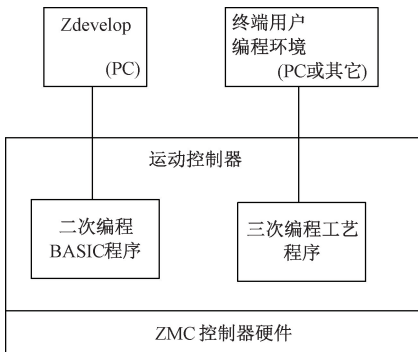 Zdevelop
(PC)
终端用户
编程环境
(PC或其它)
运动控制器
二次编程
BASIC程序
三次编程工艺
程序
ZMC 控制器硬件